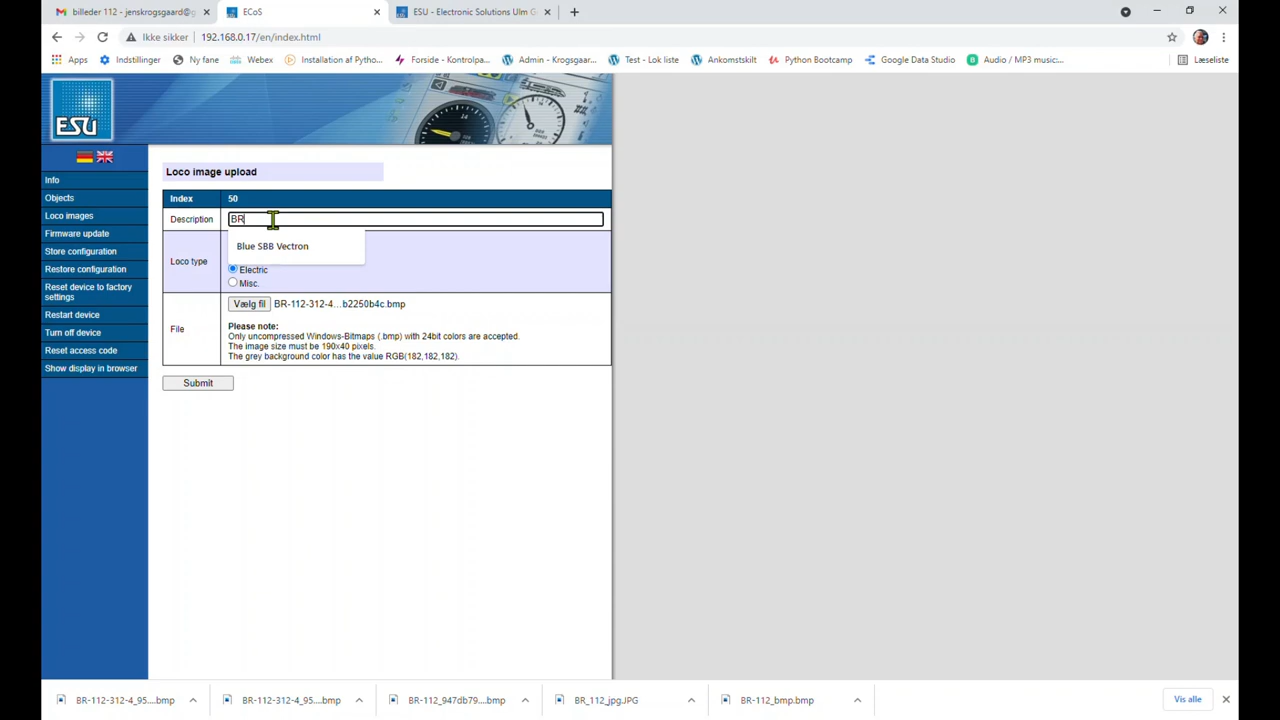 billeder 112 - jenskrogsgaard@g
ECoS
ESU - Electronic Solutions Ulm G
Ikke sikker
192.168.0.17/en/index.html
Apps
Indstillinger
Ny fane
Webex
Installation af Pytho...
Forside - Kontrolpa...
Admin - Krogsgaar...
Test - Lok liste
Ankomstskilt
Python Bootcamp
Google Data Studio
Audio / MP3 music:...
Læseliste
ESU
Info
Objects
Loco images
Firmware update
Store configuration
Restore configuration
Reset device to factory
settings
Restart device
Turn off device
Reset access code
Show display in browser
Loco image upload
Index 50
Description BR
Blue SBB Vectron
Loco type
Electric
Misc.
File
Vælg fil BR-112-312-4...b2250b4c.bmp
Please note:
Only uncompressed Windows-Bitmaps (.bmp) with 24bit colors are accepted.
The image size must be 190x40 pixels.
The grey background color has the value RGB(182,182,182).
Submit
BR-112-312-4_95....bmp
BR-112-312-4_95....bmp
BR-112_947db79....bmp
BR_112_jpg.JPG
BR-112_bmp.bmp
Vis alle